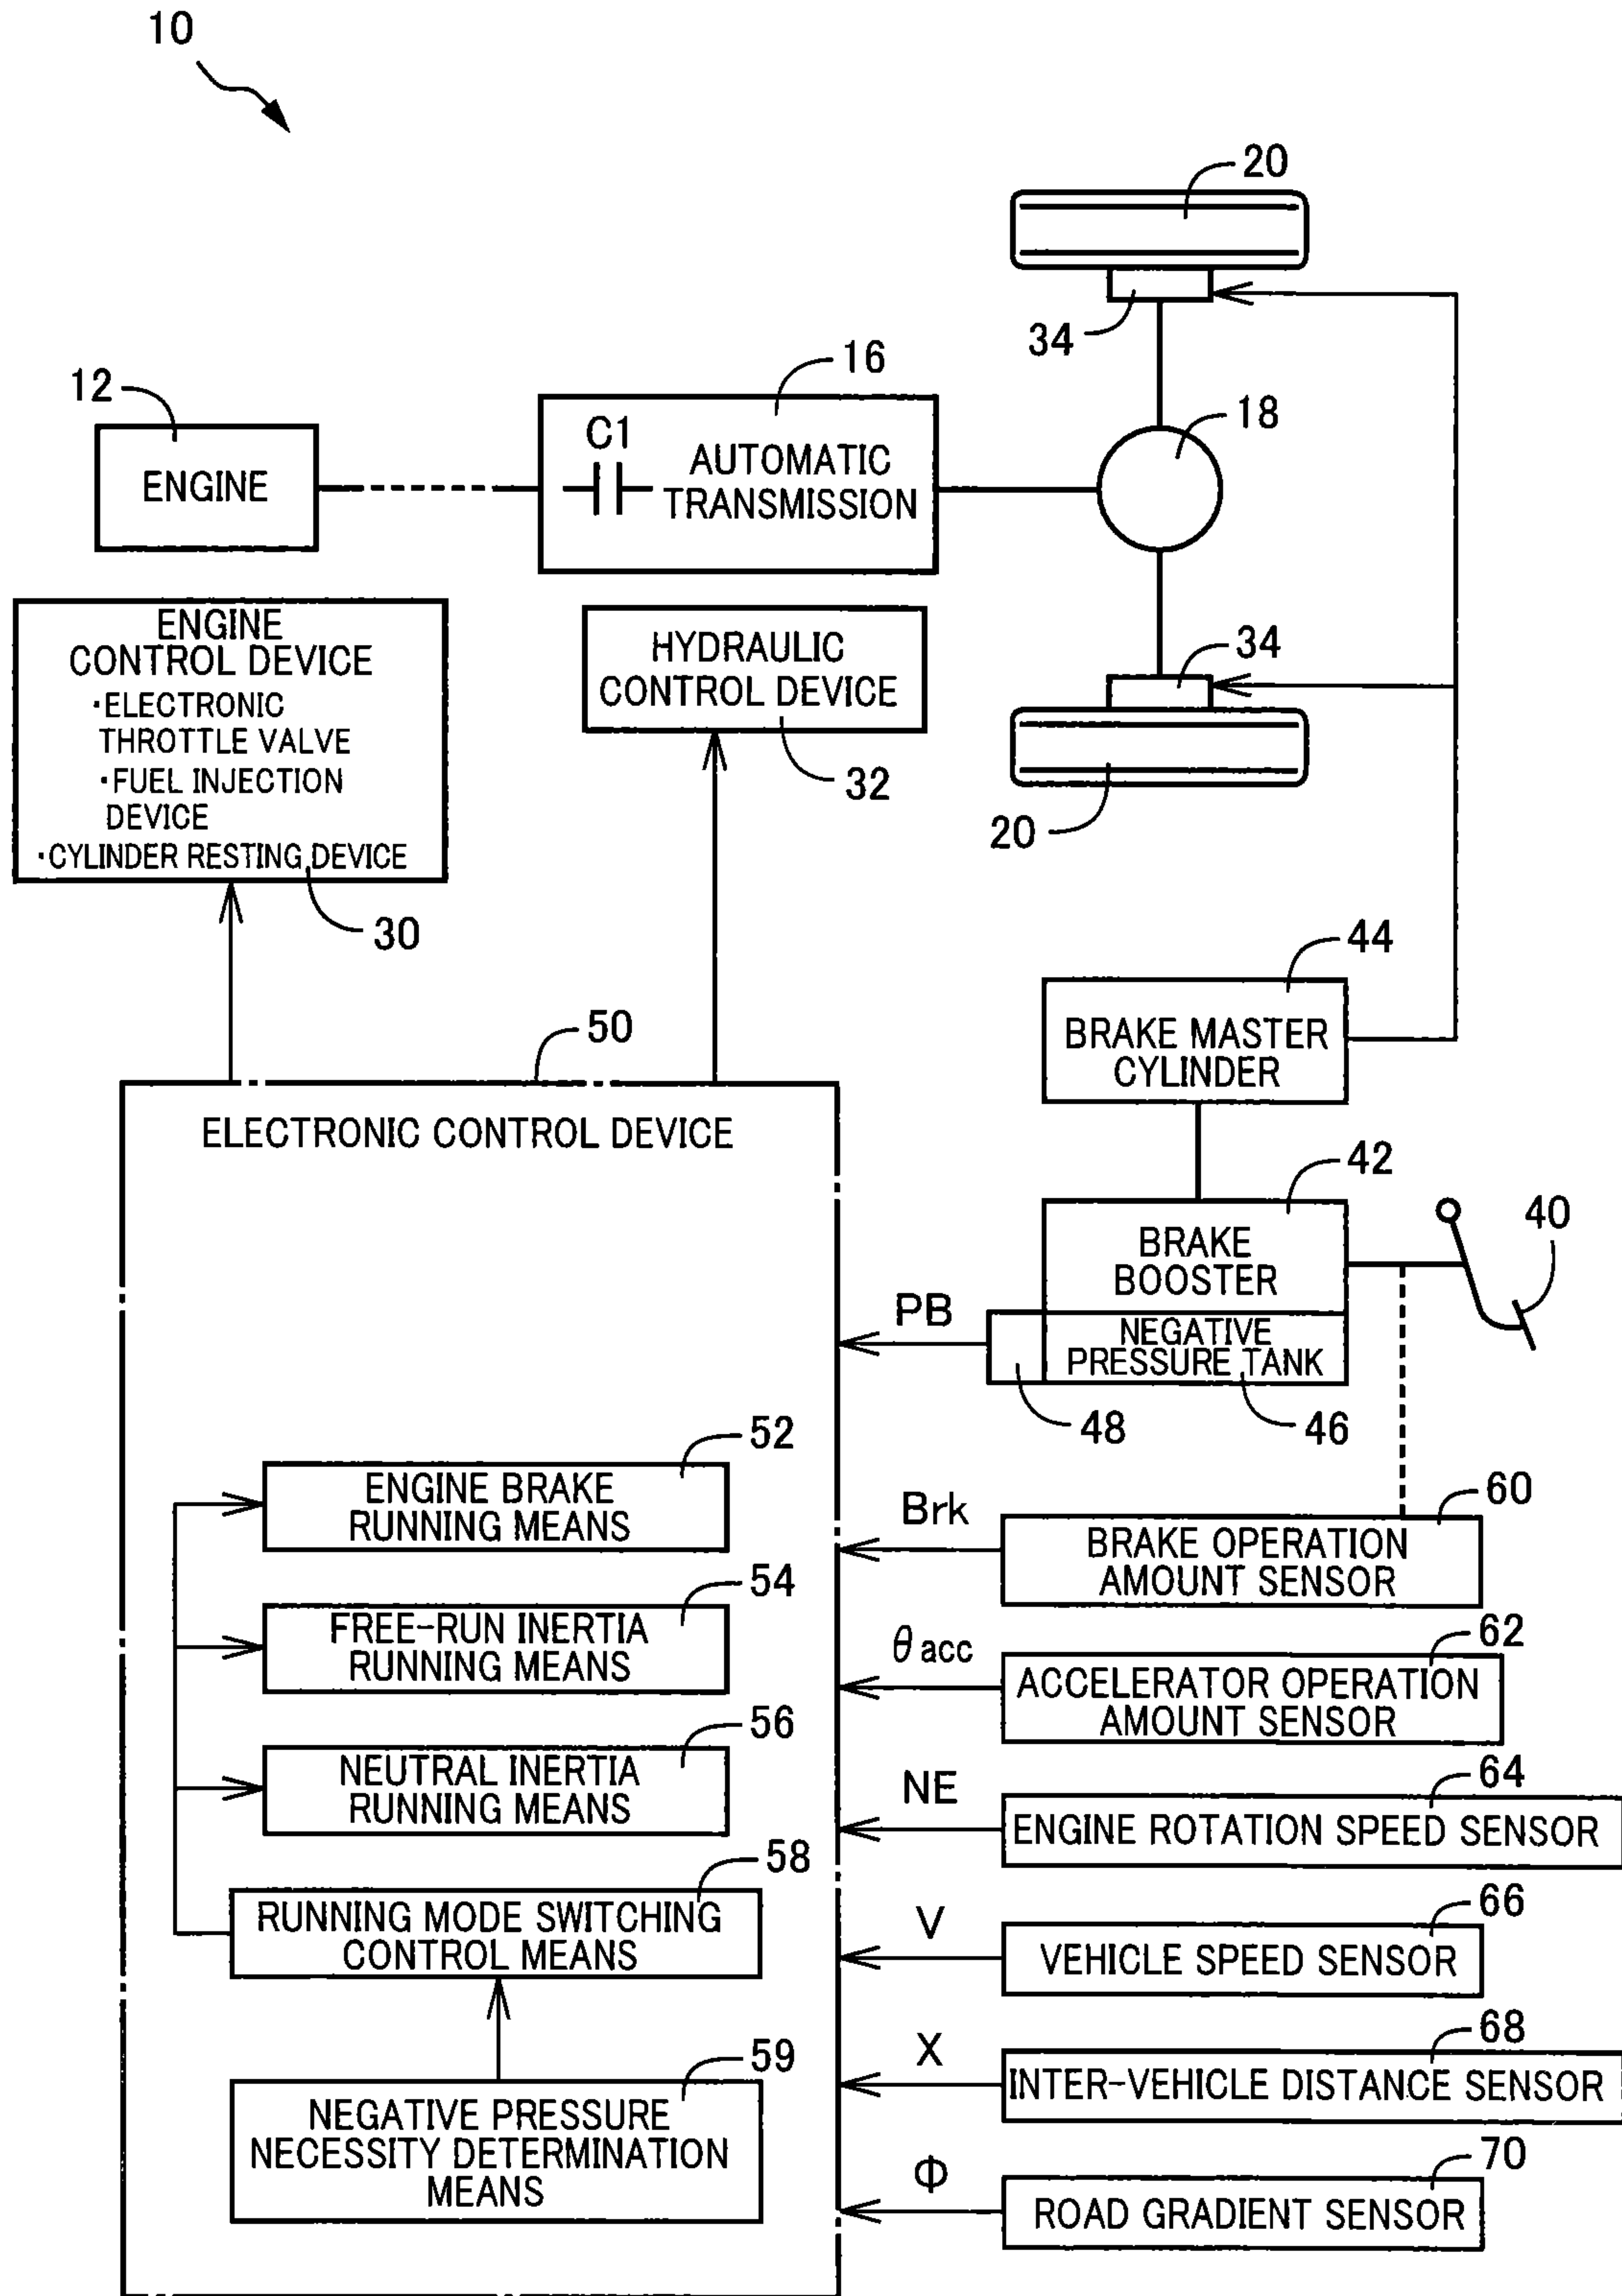 10
20
34
16
12
18
C1
AUTOMATIC
TRANSMISSION
ENGINE
ENGINE
CONTROL DEVICE
・ELECTRONIC
THROTTLE VALVE
・FUEL INJECTION
DEVICE
・CYLINDER RESTING DEVICE
30
HYDRAULIC
CONTROL DEVICE
32
34
20
44
BRAKE MASTER
CYLINDER
50
ELECTRONIC CONTROL DEVICE
42
BRAKE
BOOSTER
40
PB
NEGATIVE
PRESSURE TANK
48
46
52
ENGINE BRAKE
RUNNING MEANS
Brk
60
BRAKE OPERATION
AMOUNT SENSOR
54
FREE-RUN INERTIA
RUNNING MEANS
θacc
62
ACCELERATOR OPERATION
AMOUNT SENSOR
56
NEUTRAL INERTIA
RUNNING MEANS
NE
64
ENGINE ROTATION SPEED SENSOR
58
RUNNING MODE SWITCHING
CONTROL MEANS
V
66
VEHICLE SPEED SENSOR
59
NEGATIVE PRESSURE
NECESSITY DETERMINATION
MEANS
X
68
INTER-VEHICLE DISTANCE SENSOR
Φ
70
ROAD GRADIENT SENSOR